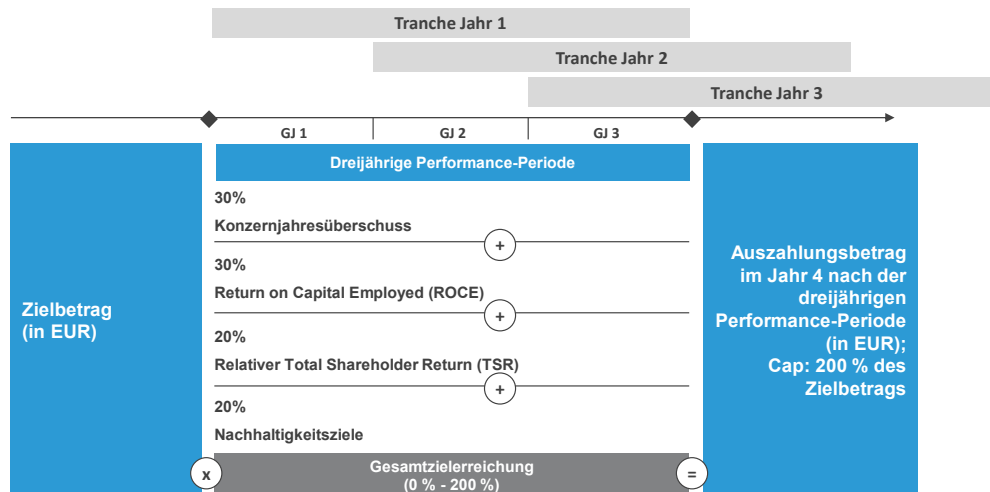 Tranche Jahr 1
Tranche Jahr 2
Tranche Jahr 3
GJ 1
GJ 2
GJ 3
Zielbetrag
(in EUR)
x
Dreijährige Performance-Periode
30%
Konzernjahresüberschuss
+
30%
Return on Capital Employed (ROCE)
+
20%
Relativer Total Shareholder Return (TSR)
+
20%
Nachhaltigkeitsziele
Gesamtzielerreichung
(0 % - 200 %)
=
Auszahlungsbetrag
im Jahr 4 nach der
dreijährigen
Performance-Periode
(in EUR);
Cap: 200 % des
Zielbetrags